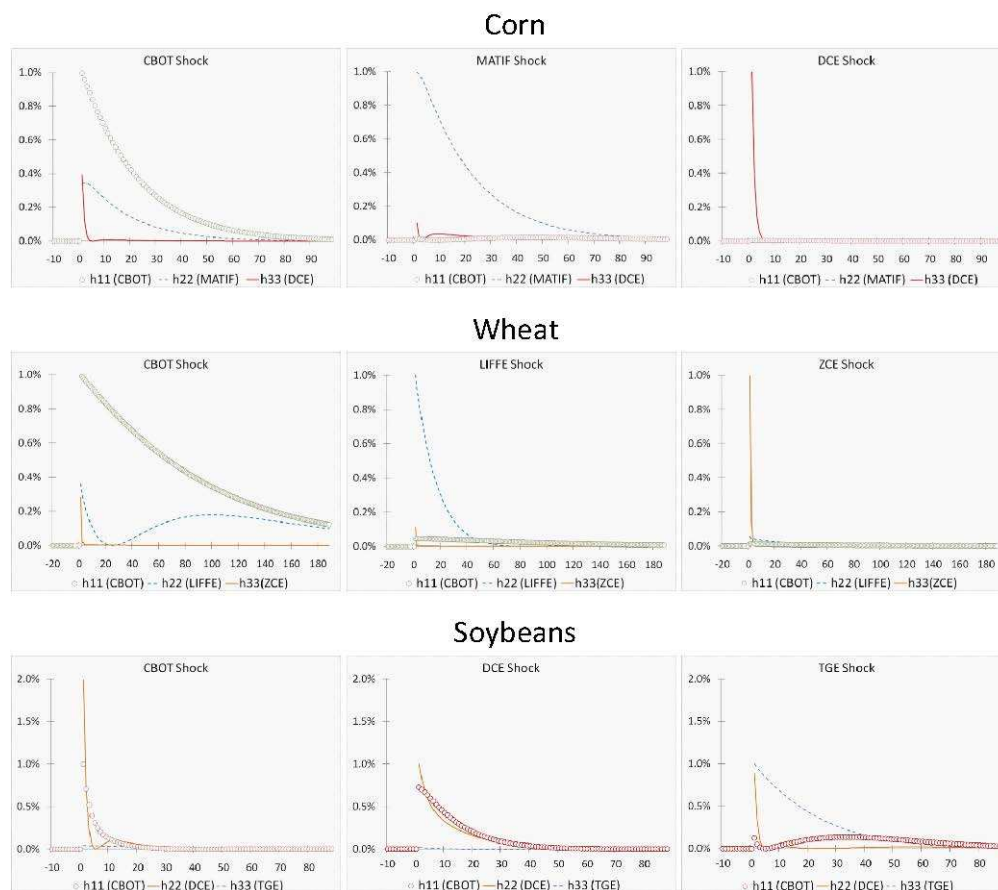 Corn
CBOT Shock
1.0%
0.8%
0.6%
0.4%
0.2%
0.0%
-10 0 10 20 30 40 50 60 70 80 90
h11 (CBOT) h22 (MATIF) h33 (DCE)
MATIF Shock
1.0%
0.8%
0.6%
0.4%
0.2%
0.0%
-10 0 10 20 30 40 50 60 70 80 90
h11 (CBOT) h22 (MATIF) h33 (DCE)
DCE Shock
1.0%
0.8%
0.6%
0.4%
0.2%
0.0%
-10 0 10 20 30 40 50 60 70 80 90
h11 (CBOT) h22 (MATIF) h33 (DCE)
Wheat
CBOT Shock
1.0%
0.8%
0.6%
0.4%
0.2%
0.0%
-20 0 20 40 60 80 100 120 140 160 180
h11 (CBOT) h22 (LIFFE) h33(ZCE)
LIFFE Shock
1.0%
0.8%
0.6%
0.4%
0.2%
0.0%
-20 0 20 40 60 80 100 120 140 160 180
h11 (CBOT) h22 (LIFFE) h33(ZCE)
ZCE Shock
1.0%
0.8%
0.6%
0.4%
0.2%
0.0%
-20 0 20 40 60 80 100 120 140 160 180
h11 (CBOT) h22 (LIFFE) h33(ZCE)
Soybeans
CBOT Shock
2.0%
1.5%
1.0%
0.5%
0.0%
-10 0 10 20 30 40 50 60 70 80
h11 (CBOT) h22 (DCE) h33 (TGE)
DCE Shock
2.0%
1.5%
1.0%
0.5%
0.0%
-10 0 10 20 30 40 50 60 70 80
h11 (CBOT) h22 (DCE) h33 (TGE)
TGE Shock
2.0%
1.5%
1.0%
0.5%
0.0%
-10 0 10 20 30 40 50 60 70 80
h11 (CBOT) h22 (DCE) h33 (TGE)